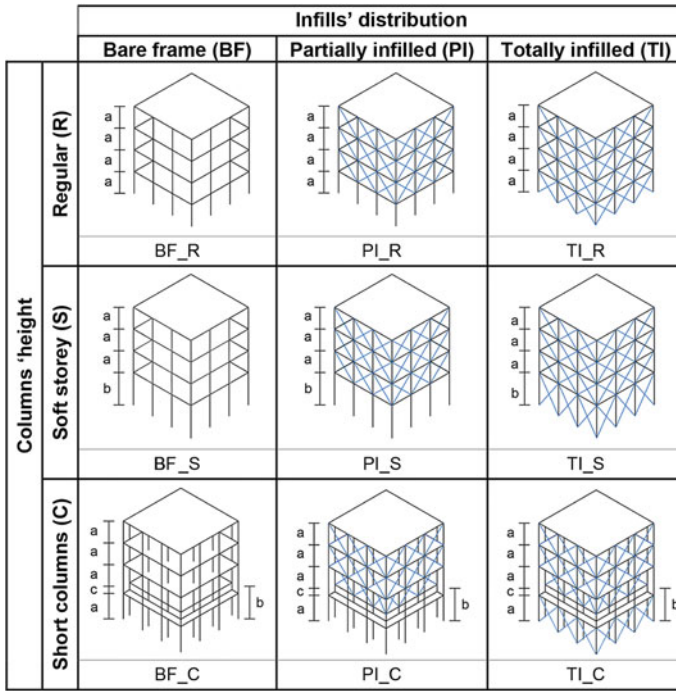 Infills' distribution
Bare frame (BF) Partially infilled (PI) Totally infilled (TI)
Columns 'height
Regular (R)
a a a
a a a
a a a
a a a
BF_R PI_R TI_R
Soft storey (S)
a a a
a a a
a a a
b b b
BF_S PI_S TI_S
Short columns (C)
a a a
a a a
a a a
c c c
a b a b a b
BF_C PI_C TI_C